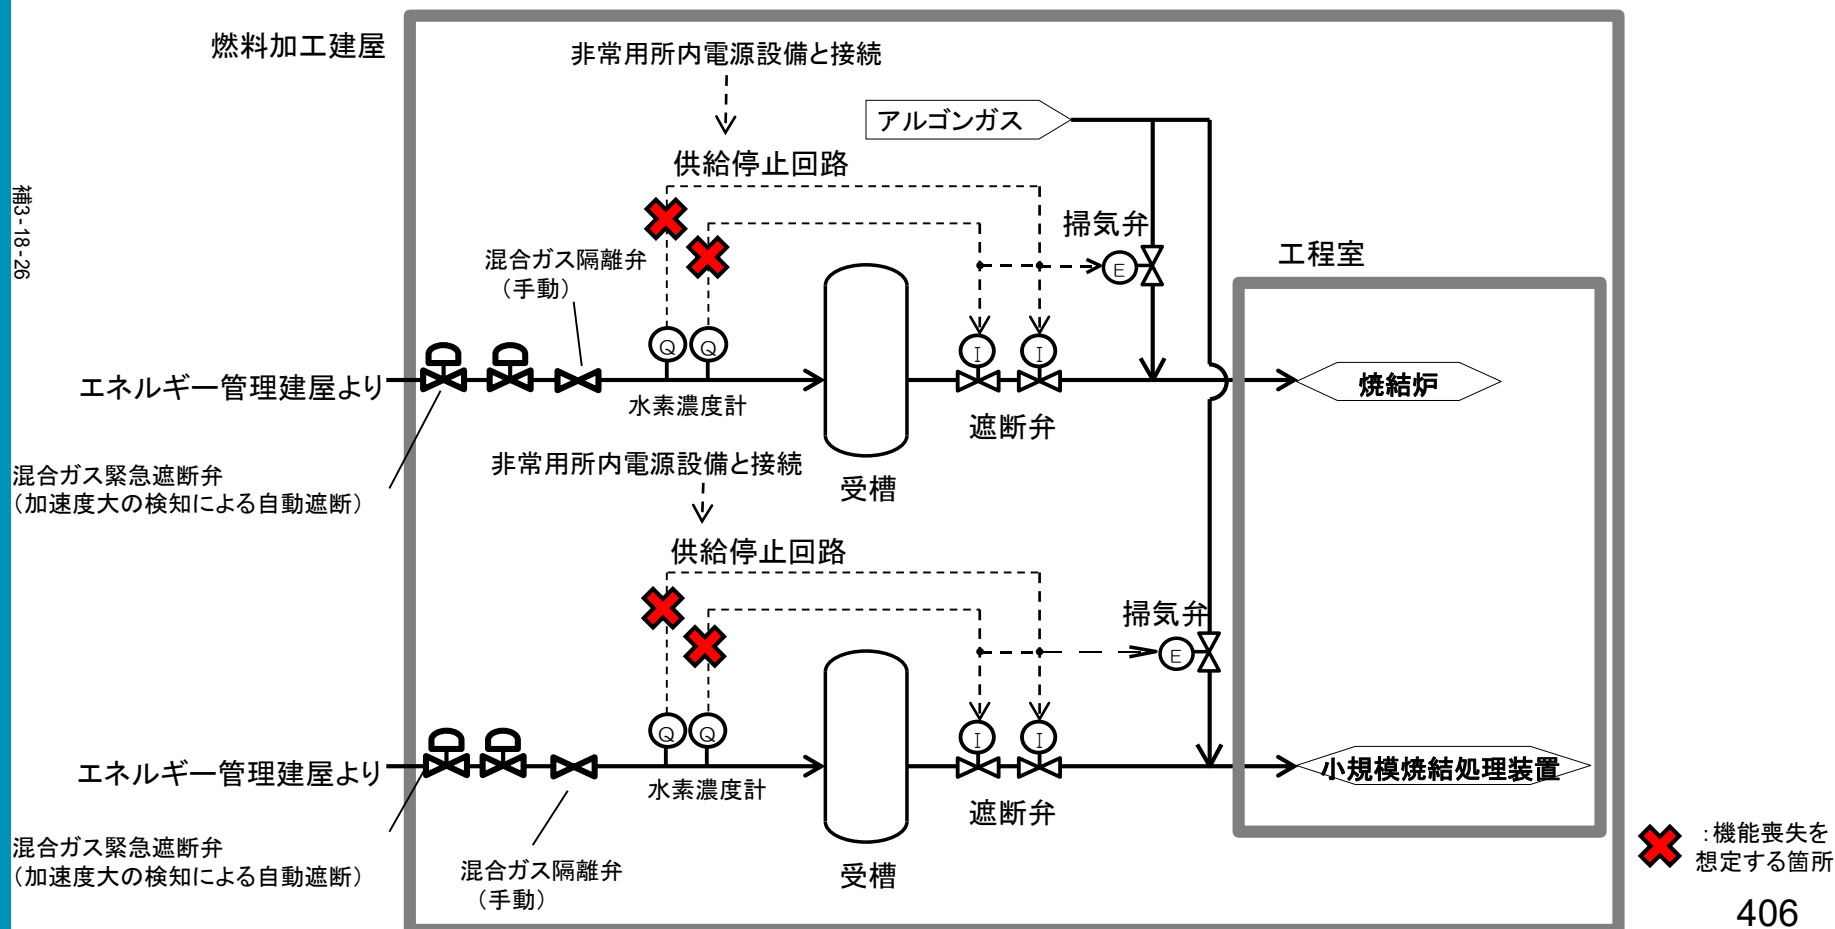 燃料加工建屋
非常用所内電源設備と接続
アルゴンガス
供給停止回路
掃気弁
E
工程室
補3-18-26
混合ガス隔離弁
（手動）
Q
Q
I
I
エネルギー管理建屋より
水素濃度計
焼結炉
遮断弁
混合ガス緊急遮断弁
（加速度大の検知による自動遮断）
受槽
非常用所内電源設備と接続
供給停止回路
掃気弁
E
Q
Q
I
I
エネルギー管理建屋より
水素濃度計
小規模焼結処理装置
遮断弁
混合ガス緊急遮断弁
（加速度大の検知による自動遮断）
混合ガス隔離弁
（手動）
受槽
：機能喪失を
想定する箇所
406